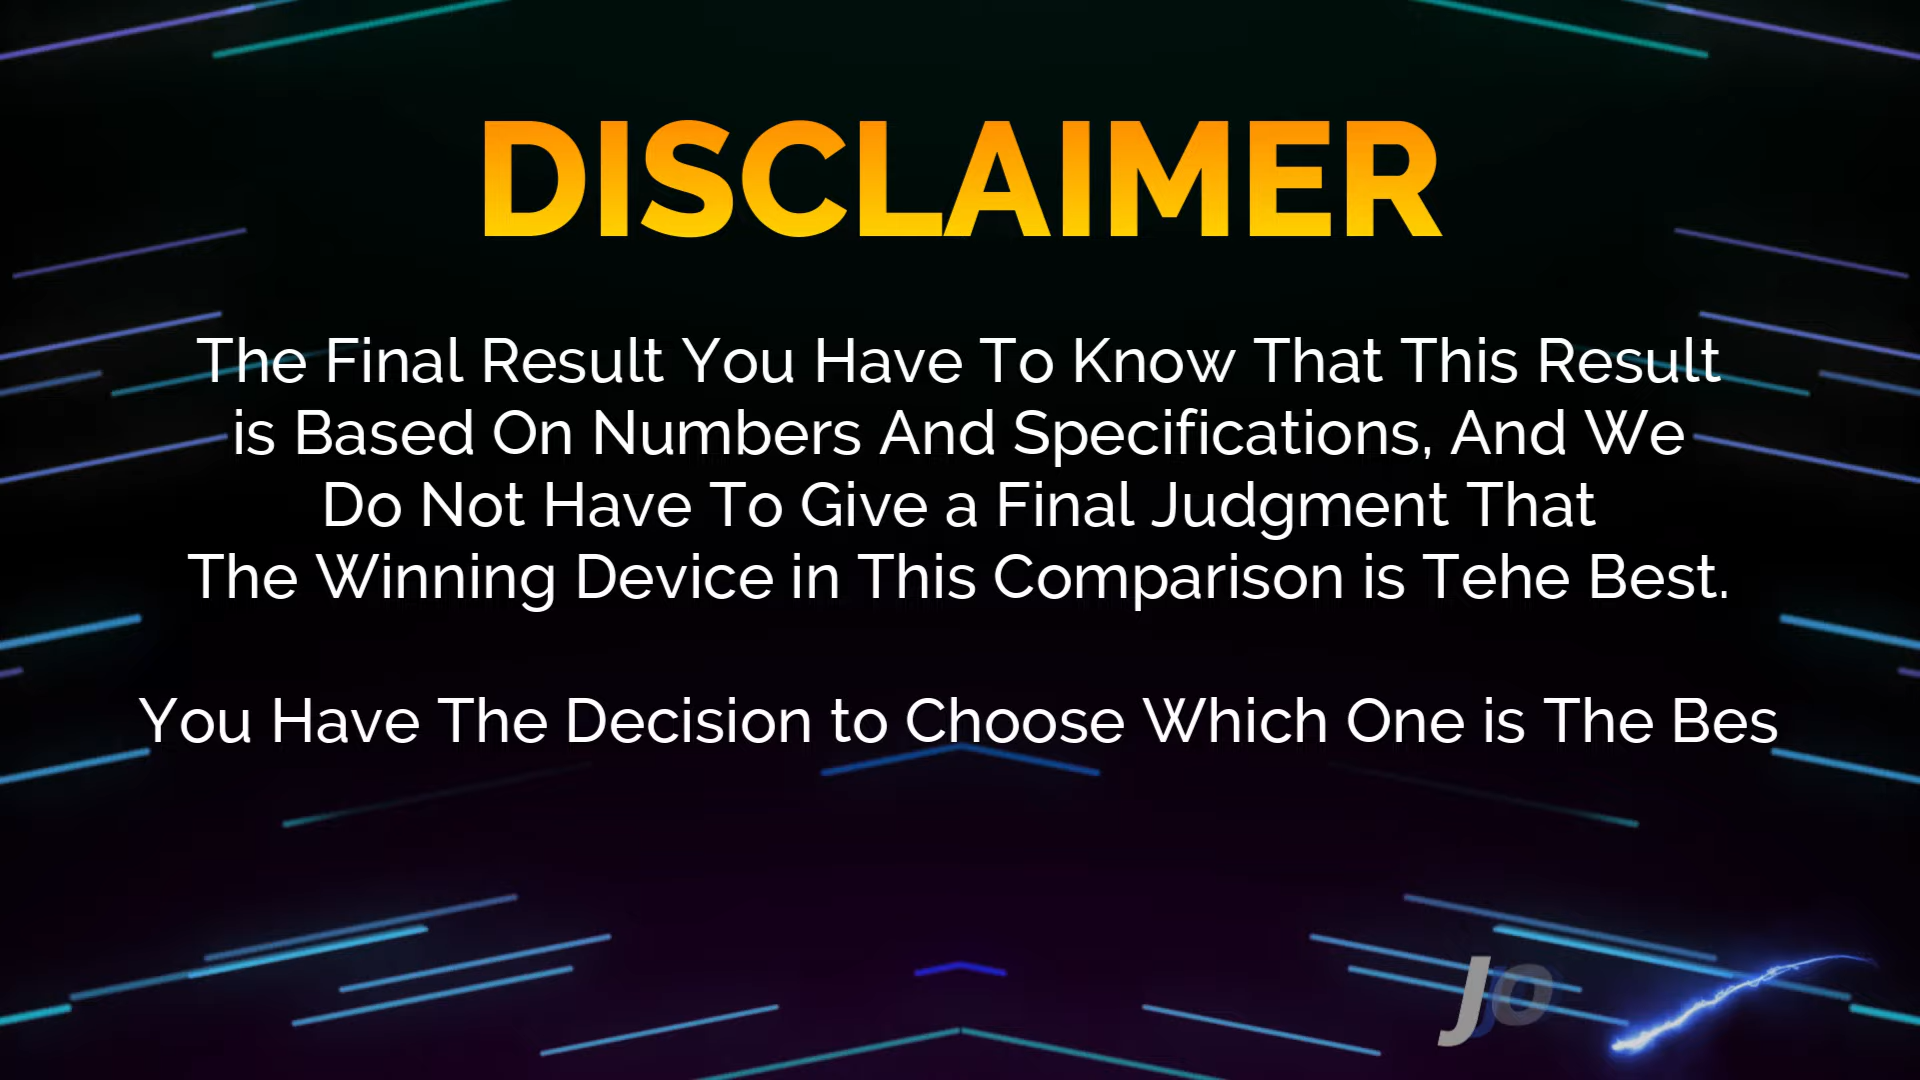 DISCLAIMER
The Final Result You Have To Know That This Result
is Based On Numbers And Specifications, And We
Do Not Have To Give a Final Judgment That
The Winning Device in This Comparison is Tehe Best.
You Have The Decision to Choose Which One is The Bes
Jo